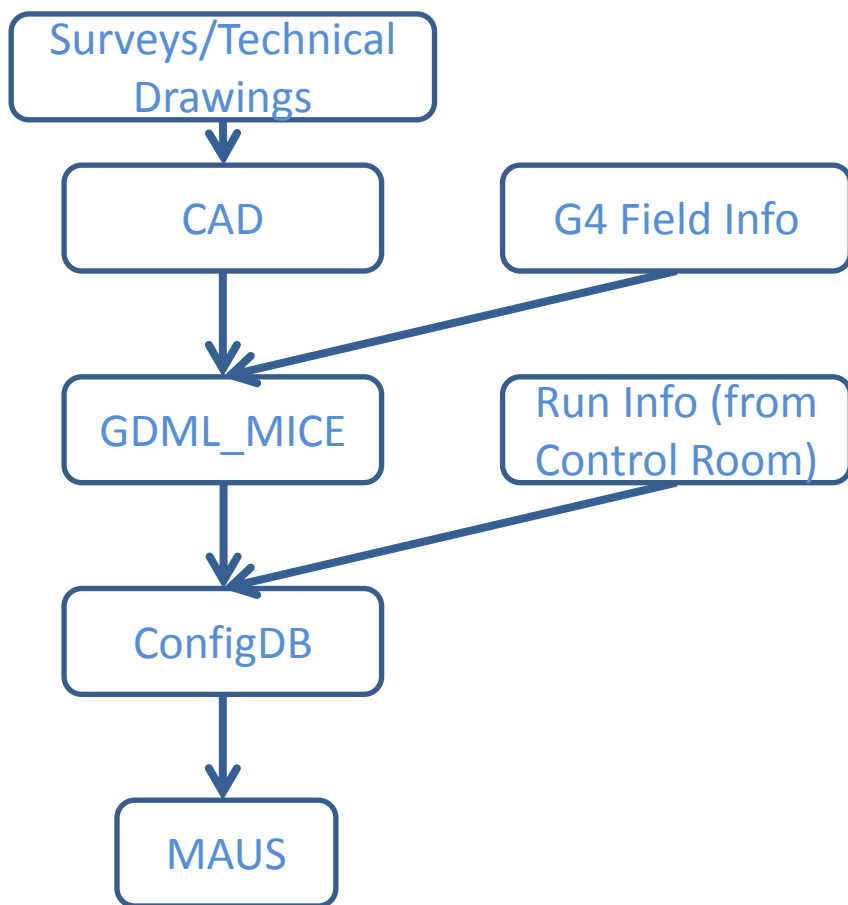 Surveys/Technical
Drawings
CAD
G4 Field Info
GDML_MICE
Run Info (from
Control Room)
ConfigDB
MAUS